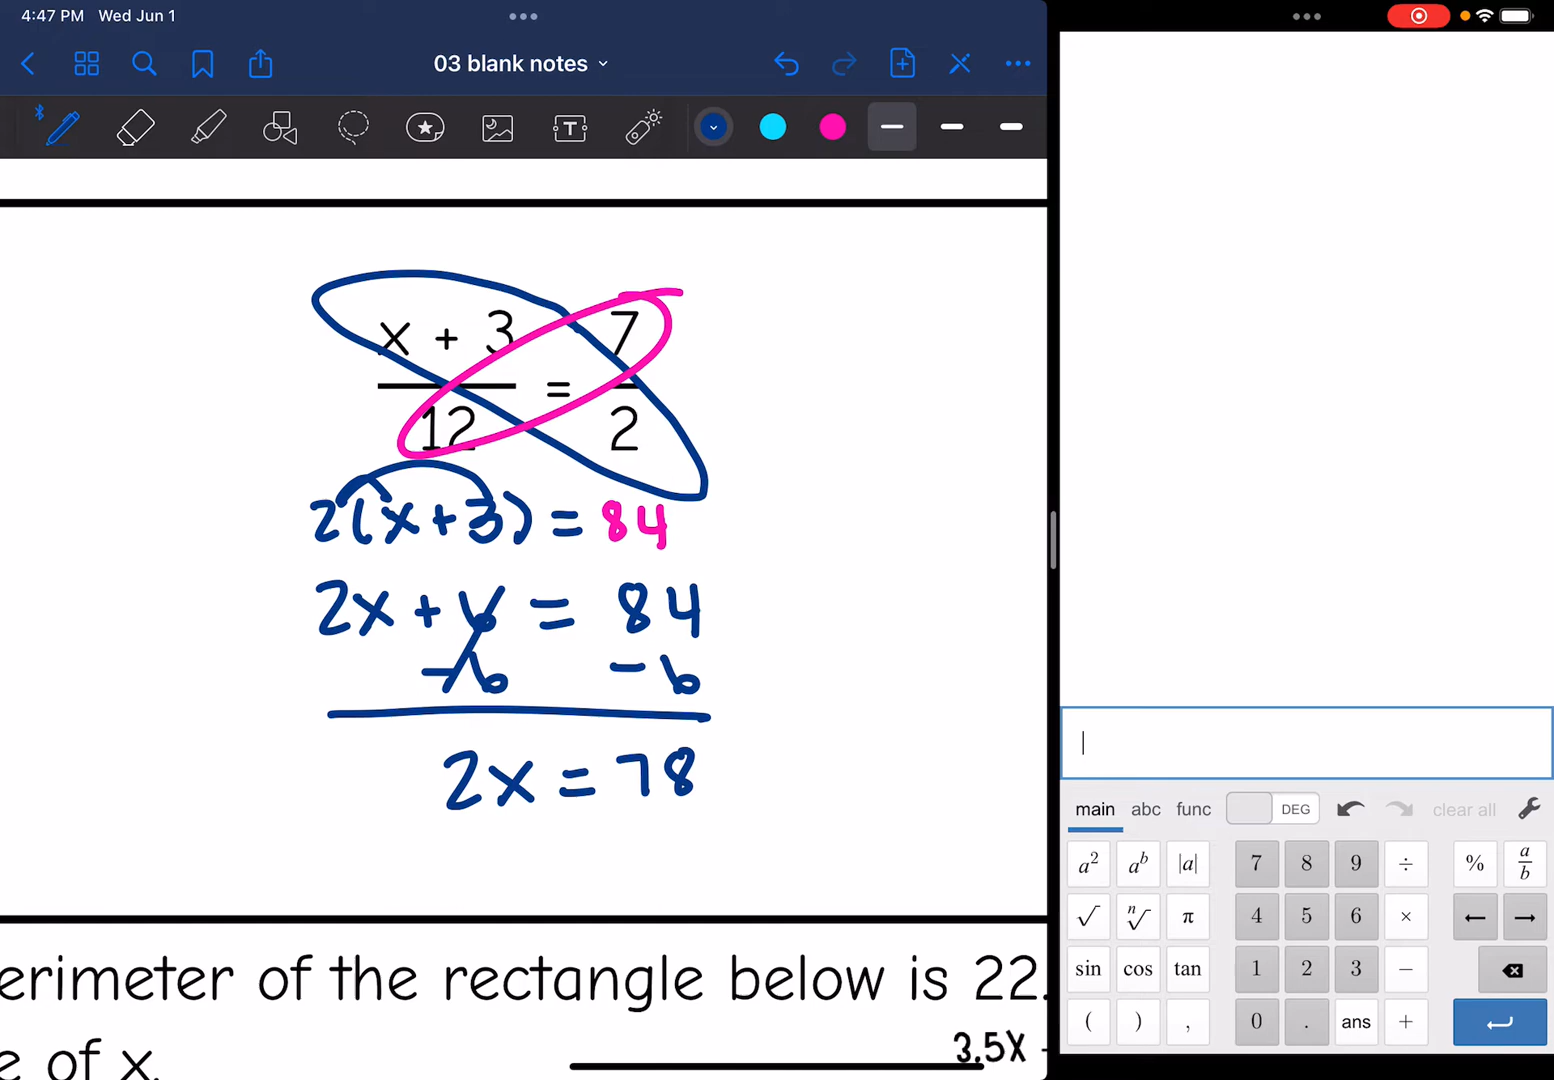 4:47 PM Wed Jun 1
03 blank notes
T
x + 3 = 7
12 2
2(x+3) = 84
2x + 6 = 84
-6 -6
2x = 78
erimeter of the rectangle below is 22.
e of x.
3.5x -
main abc func DEG clear all
a² aᵇ |a| 7 8 9 ÷ % a/b
√ ⁿ√ π 4 5 6 × ← →
sin cos tan 1 2 3 −
( ) , 0 . ans +